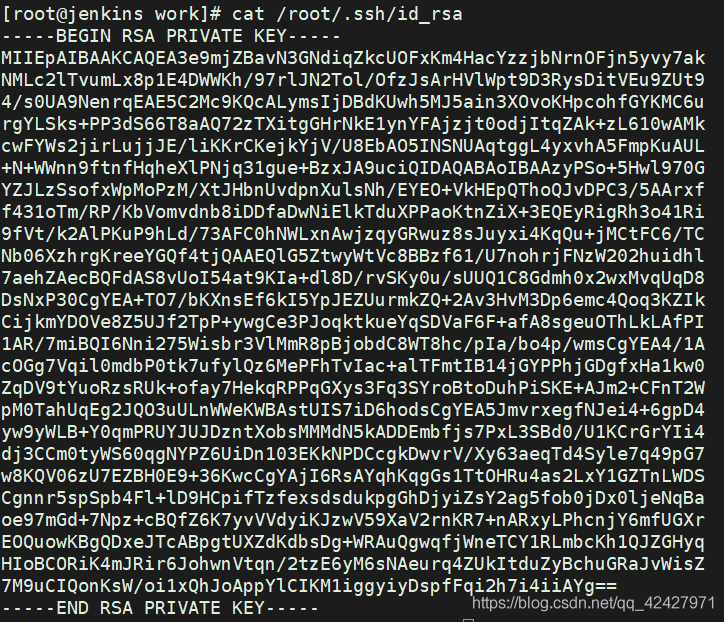 [root@jenkins work]# cat /root/.ssh/id_rsa
-----BEGIN RSA PRIVATE KEY-----
MIIEpAIBAAKCAQEA3e9mjZBavN3GNdiqZkcUOFxKm4HacYzzjbNrnOFjn5yvy7ak
NMLc2lTvumLx8p1E4DWWKh/97rlJN2Tol/OfzJsArHVlWpt9D3RysDitVEu9ZUt9
4/s0UA9NenrqEAE5C2Mc9KQcALymsIjDBdKUwh5MJ5ain3XOvoKHpcohfGYKMC6u
rgYLSks+PP3dS66T8aAQ72zTXitgGHrNkE1ynYFAjzjt0odjItqZAk+zL610wAMk
cwFYWs2jirLujjJE/liKKrCKejkYjV/U8EbAO5INSNUAqtggL4yxvhA5FmpKuAUL
+N+WWnn9ftnfHqheXlPNjq31gue+BzxJA9uciQIDAQABAoIBAAzyPSo+5Hwl970G
YZJLzSsofxWpMoPzM/XtJHbnUvdpnXulsNh/EYEO+VkHEpQThoQJvDPC3/5AArxf
f431oTm/RP/KbVomvdnb8iDDfaDwNiElkTduXPPaoKtnZiX+3EQEyRigRh3o41Ri
9fVt/k2AlPKuP9hLd/73AFC0hNWLxnAwjzqyGRwuz8sJuyxi4KqQu+jMCtFC6/TC
Nb06XzhrgKreeYGQf4tjQAAEQlG5ZtwyWtVc8BBzf61/U7nohrjFNzW202huidhl
7aehZAecBQFdAS8vUoI54at9KIa+dl8D/rvSKy0u/sUUQ1C8Gdmh0x2wxMvqUqD8
DsNxP30CgYEA+TO7/bKXnsEf6kI5YpJEZUurmkZQ+2Av3HvM3Dp6emc4Qoq3KZIk
CijkmYDOVe8Z5UJf2TpP+ywgCe3PJoqktkueYqSDVaF6F+afA8sgeuOThLkLAfPI
1AR/7miBQI6Nni275Wisbr3VlMmR8pBjobdC8WT8hc/pIa/bo4p/wmsCgYEA4/1A
cOGg7Vqil0mdbP0tk7ufylQz6MePFhTvIac+alTFmtIB14jGYPPhjGDgfxHa1kw0
ZqDV9tYuoRzsRUk+ofay7HekqRPPqGXys3Fq3SYroBtoDuhPiSKE+AJm2+CFnT2W
pM0TahUqEg2JQO3uULnWWeKWBAstUIS7iD6hodsCgYEA5JmvrxegfNJei4+6gpD4
yw9yWLB+Y0qmPRUYJUJDzntXobsMMMdN5kADDEmbfjs7PxL3SBd0/U1KCrGrYIi4
dj3CCm0tyWS60qgNYPZ6UiDn103EKkNPDCcgkDwvrV/Xy63aeqTd4Syle7q49pG7
w8KQV06zU7EZBH0E9+36KwcCgYAjI6RsAYqhKqgGs1TtOHRu4as2LxY1GZTnLWDS
Cgnnr5spSpb4Fl+lD9HCpifTzfexsdsdukpgGhDjyiZsY2ag5fob0jDx0ljeNqBa
oe97mGd+7Npz+cBQfZ6K7yvVVdyiKJzwV59XaV2rnKR7+nARxyLPhcnjY6mfUGXr
EOQuowKBgQDxeJTcABpgtUXZdKdbsDg+WRAuQgwqfjWneTCY1RLmbcKh1QJZGHyq
HIoBCORiK4mJRir6JohwnVtqn/2tzE6yM6sNAeurq4ZUkItduZyBchuGRaJvWisZ
7M9uCIQonKsW/oi1xQhJoAppYlCIKM1iggyiyDspfFqi2h7i4iiAYg==
-----END RSA PRIVATE KEY-----
https://blog.csdn.net/qq_42427971